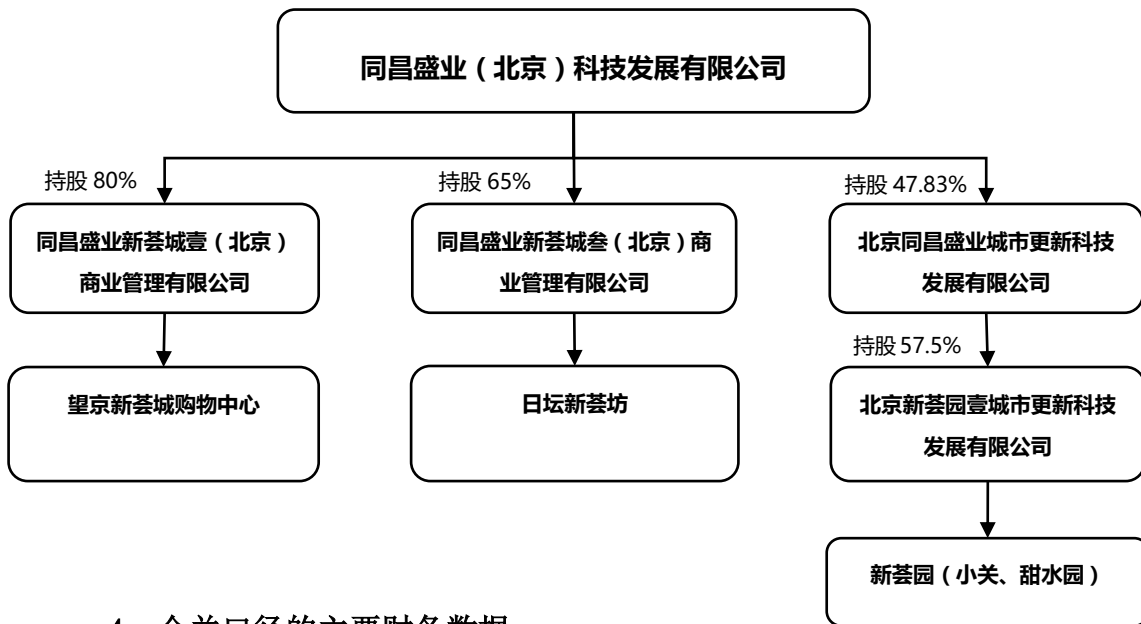 同昌盛业（北京）科技发展有限公司
持股 80%
持股 65%
持股 47.83%
同昌盛业新荟城壹（北京）
商业管理有限公司
同昌盛业新荟城叁（北京）商
业管理有限公司
北京同昌盛业城市更新科技
发展有限公司
持股 57.5%
望京新荟城购物中心
日坛新荟坊
北京新荟园壹城市更新科技
发展有限公司
新荟园（小关、甜水园）